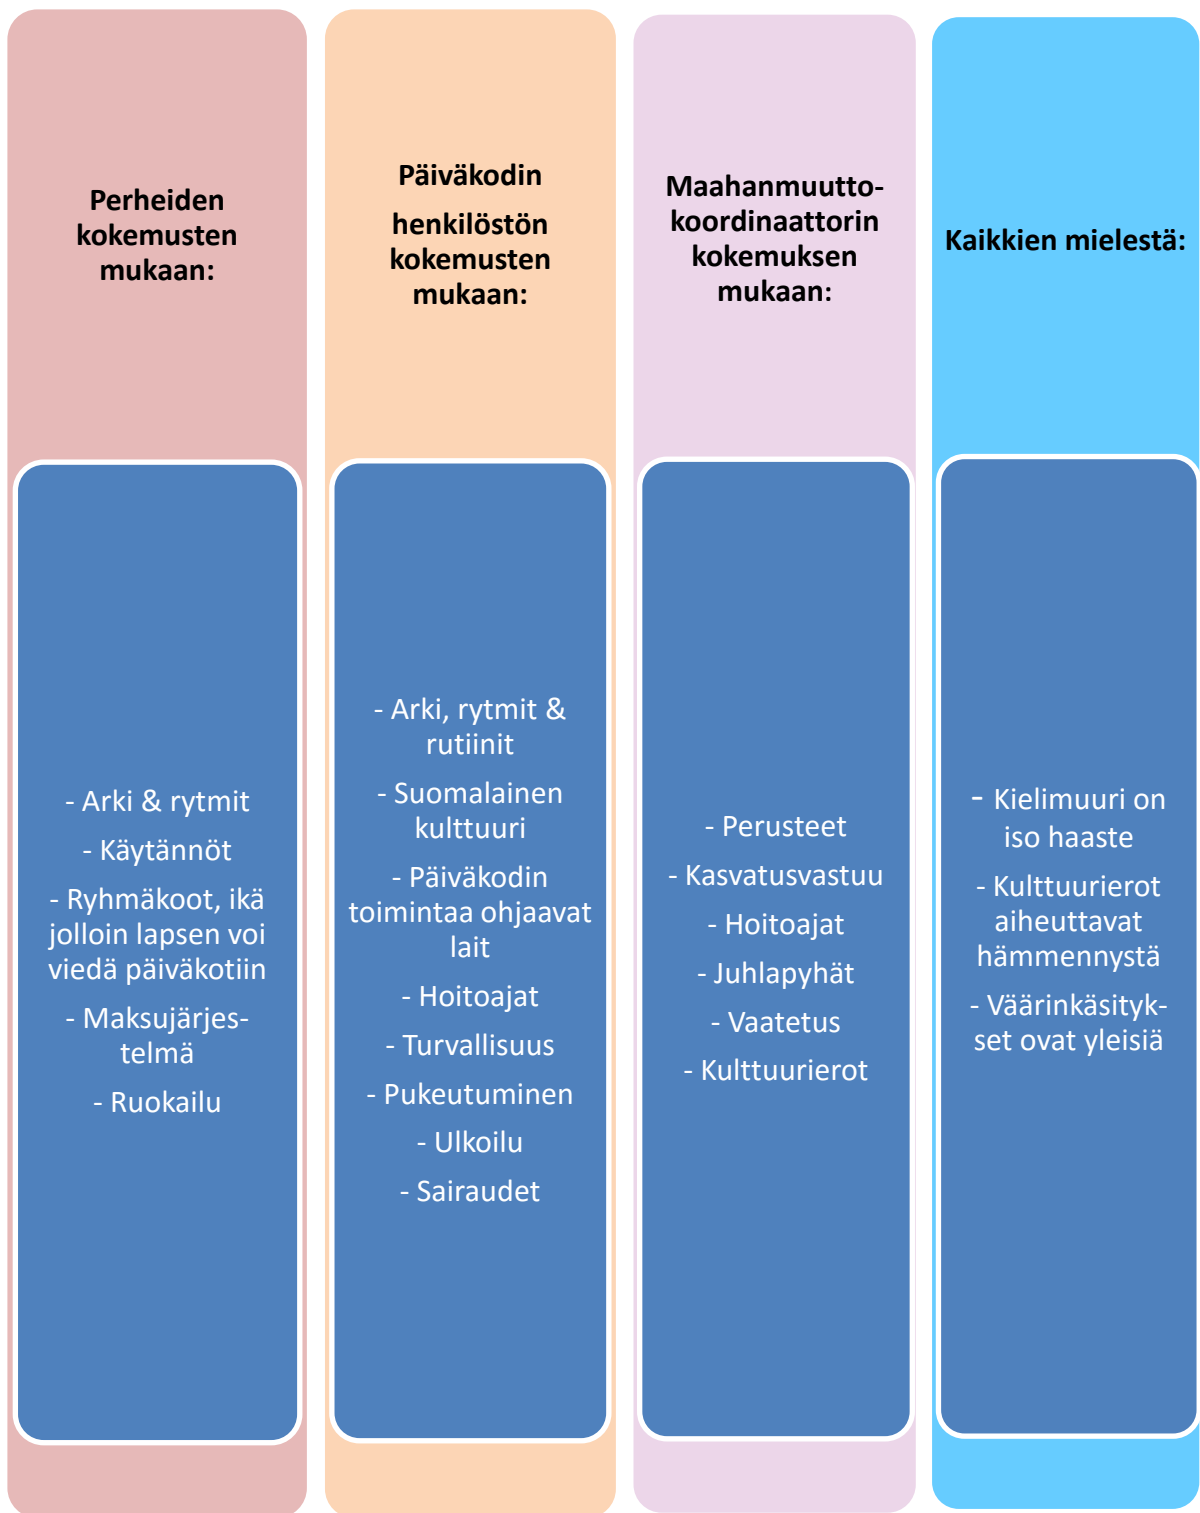 Perheiden
kokemusten
mukaan:
- Arki & rytmit
- Käytännöt
- Ryhmäkoot, ikä
jolloin lapsen voi
viedä päiväkotiin
- Maksujärjes-
telmä
- Ruokailu
Päiväkodin
henkilöstön
kokemusten
mukaan:
- Arki, rytmit &
rutiinit
- Suomalainen
kulttuuri
- Päiväkodin
toimintaa ohjaavat
lait
- Hoitoajat
- Turvallisuus
- Pukeutuminen
- Ulkoilu
- Sairaudet
Maahanmuutto-
koordinaattorin
kokemuksen
mukaan:
- Perusteet
- Kasvatusvastuu
- Hoitoajat
- Juhlapyhät
- Vaatetus
- Kulttuurierot
Kaikkien mielestä:
- Kielimuuri on
iso haaste
- Kulttuurierot
aiheuttavat
hämmennystä
- Väärinkäsityk-
set ovat yleisiä